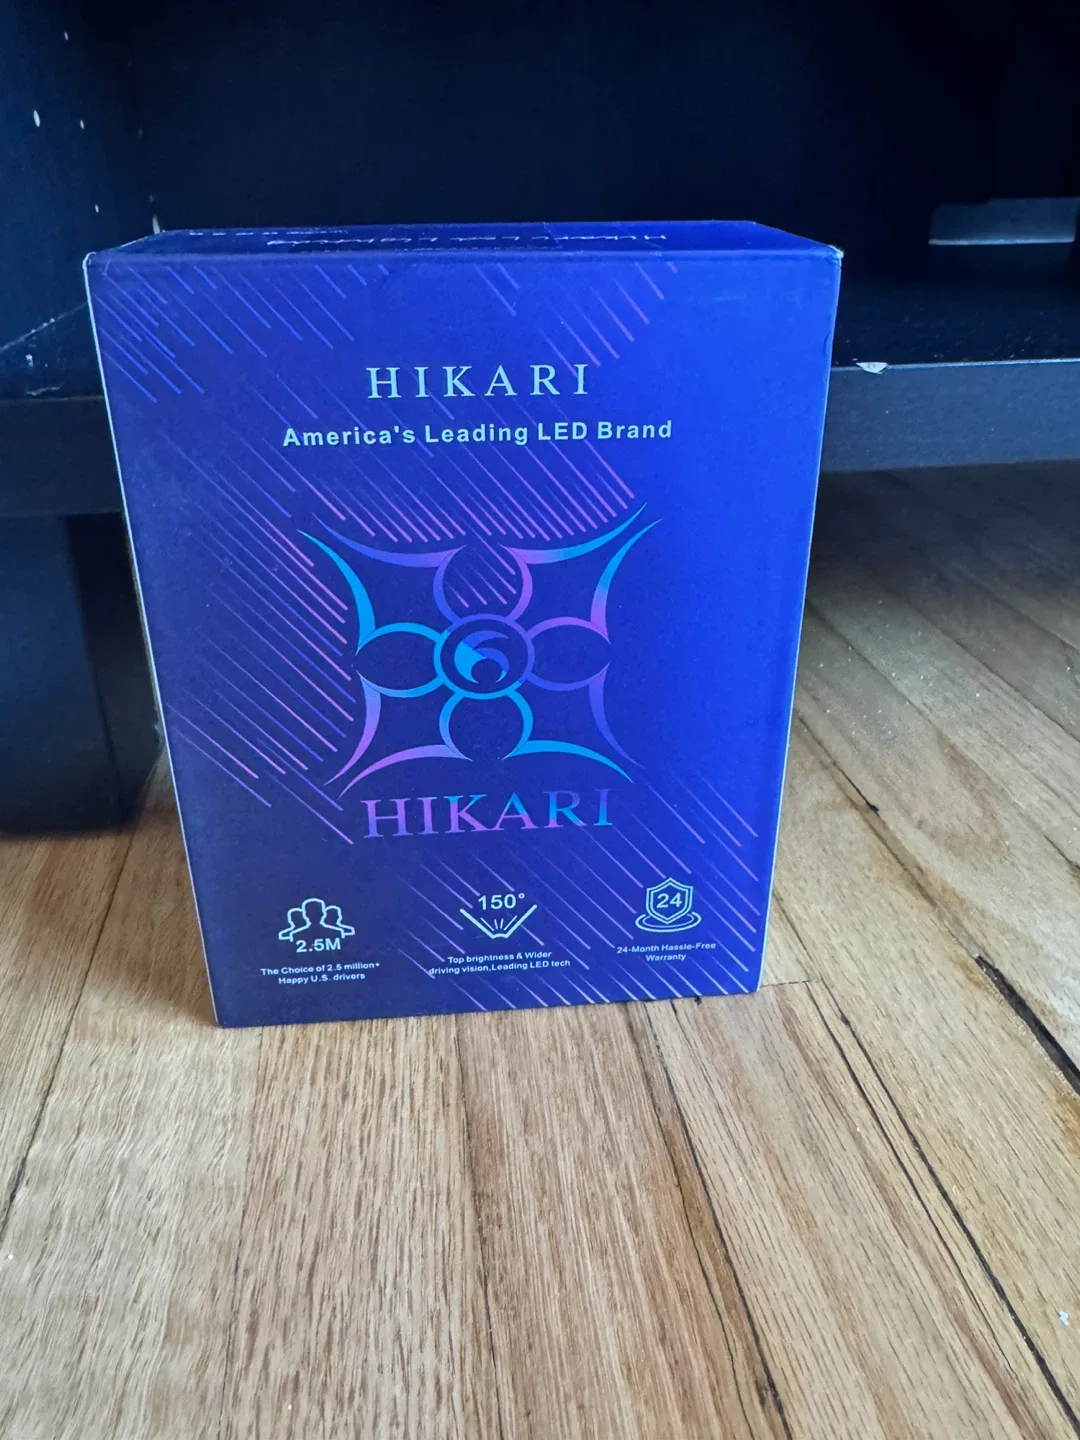 HIKARI
America's Leading LED Brand
HIKARI
2.5M
The Choice of 2.5 million+
Happy U.S. drivers
150°
Top brightness & Wider
driving vision,Leading LED tech
24
24-Month Hassle-Free
Warranty